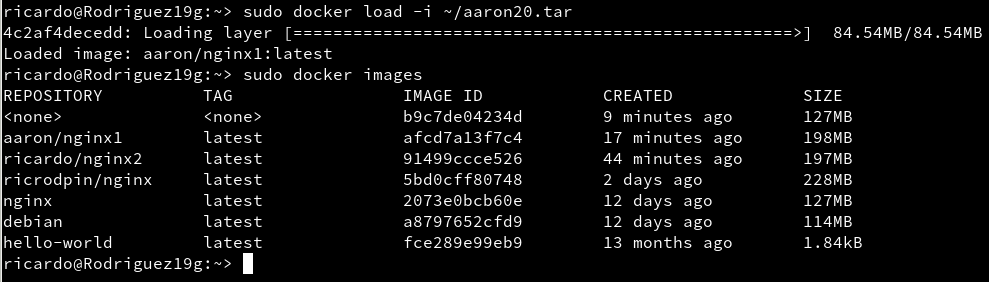 ricardo@Rodriguez19g:~> sudo docker load -i ~/aaron20.tar
4c2af4decedd: Loading layer [==================================================>]  84.54MB/84.54MB
Loaded image: aaron/nginx1:latest
ricardo@Rodriguez19g:~> sudo docker images
REPOSITORY          TAG                 IMAGE ID            CREATED             SIZE
<none>              <none>              b9c7de04234d        9 minutes ago       127MB
aaron/nginx1        latest              afcd7a13f7c4        17 minutes ago      198MB
ricardo/nginx2      latest              91499ccce526        44 minutes ago      197MB
ricrodpin/nginx     latest              5bd0cff80748        2 days ago          228MB
nginx               latest              2073e0bcb60e        12 days ago         127MB
debian              latest              a8797652cfd9        12 days ago         114MB
hello-world         latest              fce289e99eb9        13 months ago       1.84kB
ricardo@Rodriguez19g:~>